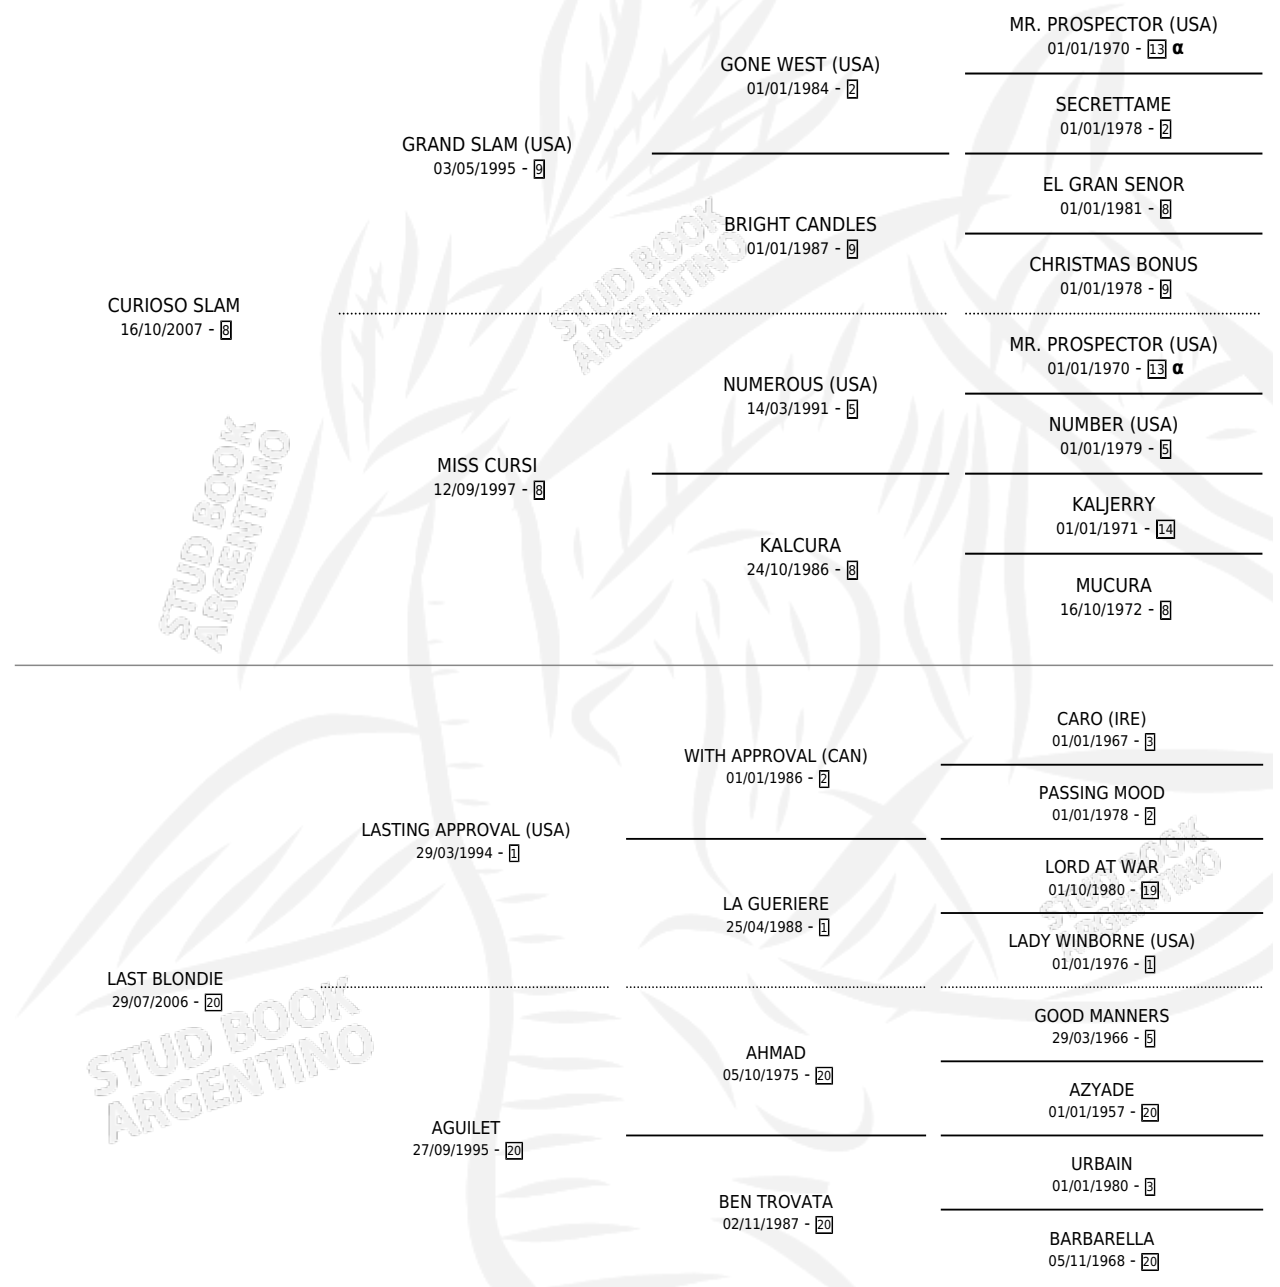 MR. PROSPECTOR (USA)
01/01/1970 - 13 α
GONE WEST (USA)
01/01/1984 - 2
SECRETTAME
01/01/1978 - 2
GRAND SLAM (USA)
03/05/1995 - 9
EL GRAN SENOR
01/01/1981 - 8
BRIGHT CANDLES
01/01/1987 - 9
CHRISTMAS BONUS
01/01/1978 - 9
STUD BOOK
ARGENTINO
CURIOSO SLAM
16/10/2007 - 8
MR. PROSPECTOR (USA)
01/01/1970 - 13 α
NUMEROUS (USA)
14/03/1991 - 5
NUMBER (USA)
01/01/1979 - 5
MISS CURSI
12/09/1997 - 8
KALJERRY
01/01/1971 - 14
KALCURA
24/10/1986 - 8
MUCURA
16/10/1972 - 8
STUD BOOK
ARGENTINO
CARO (IRE)
01/01/1967 - 3
WITH APPROVAL (CAN)
01/01/1986 - 2
PASSING MOOD
01/01/1978 - 2
LASTING APPROVAL (USA)
29/03/1994 - 1
LORD AT WAR
01/10/1980 - 19
STUD BOOK
ARGENTINO
LA GUERIERE
25/04/1988 - 1
LADY WINBORNE (USA)
01/01/1976 - 1
LAST BLONDIE
29/07/2006 - 20
GOOD MANNERS
29/03/1966 - 5
STUD BOOK
ARGENTINO
AHMAD
05/10/1975 - 20
AZYADE
01/01/1957 - 20
AGUILET
27/09/1995 - 20
URBAIN
01/01/1980 - 3
BEN TROVATA
02/11/1987 - 20
BARBARELLA
05/11/1968 - 20